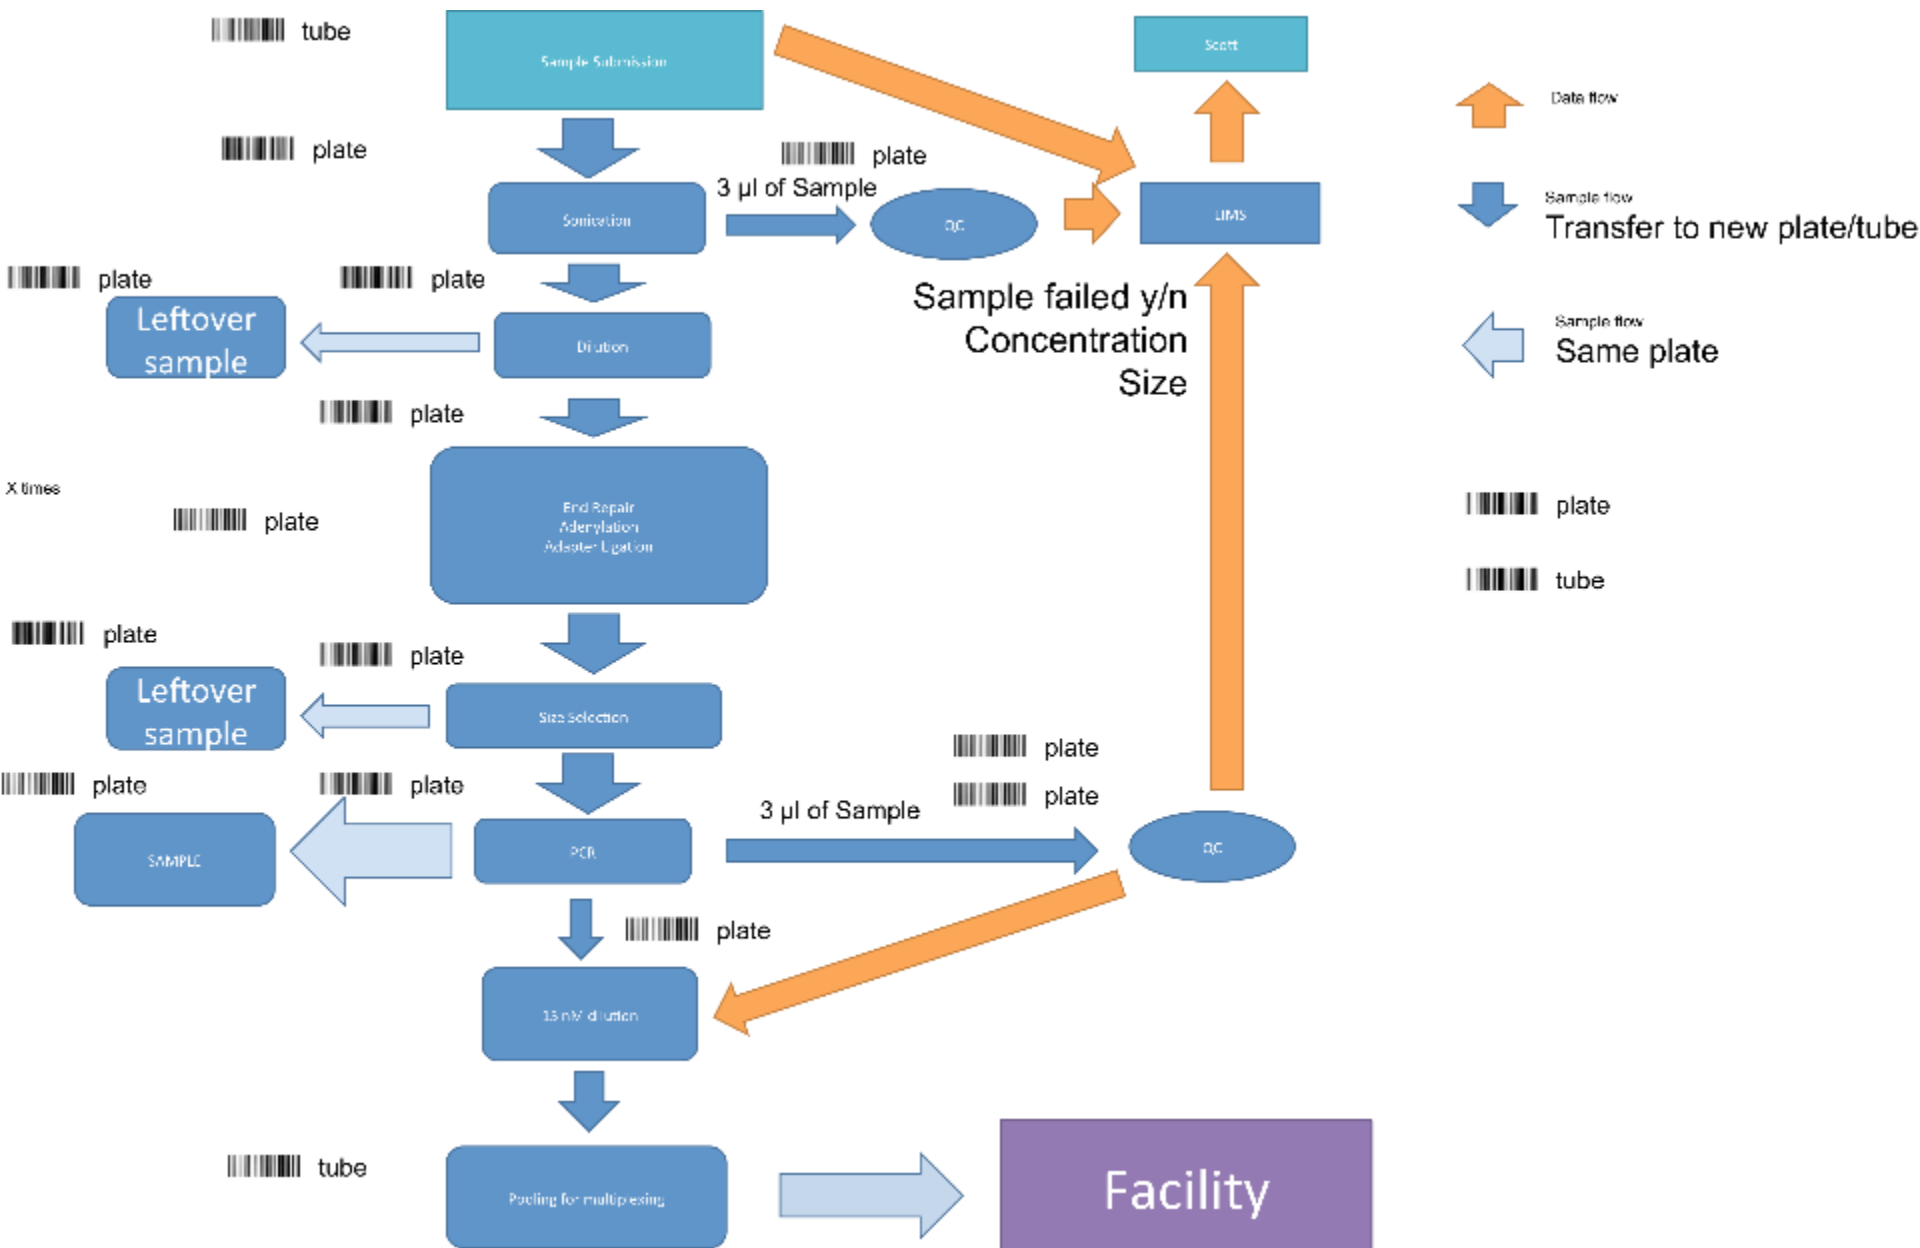 tube
Sample Submission
Scott
Data flow
plate
plate
3 µl of Sample
Sonication
QC
LIMS
Sample flow
Transfer to new plate/tube
plate
plate
Leftover
sample
Dilution
Sample failed y/n
Concentration
Size
Sample flow
Same plate
plate
X times
plate
End Repair
Adenylation
Adapter Ligation
plate
tube
plate
plate
Leftover
sample
Size Selection
plate
plate
plate
plate
3 µl of Sample
SAMPLE
PCR
QC
plate
15 nM dilution
tube
Pooling for multiplexing
Facility